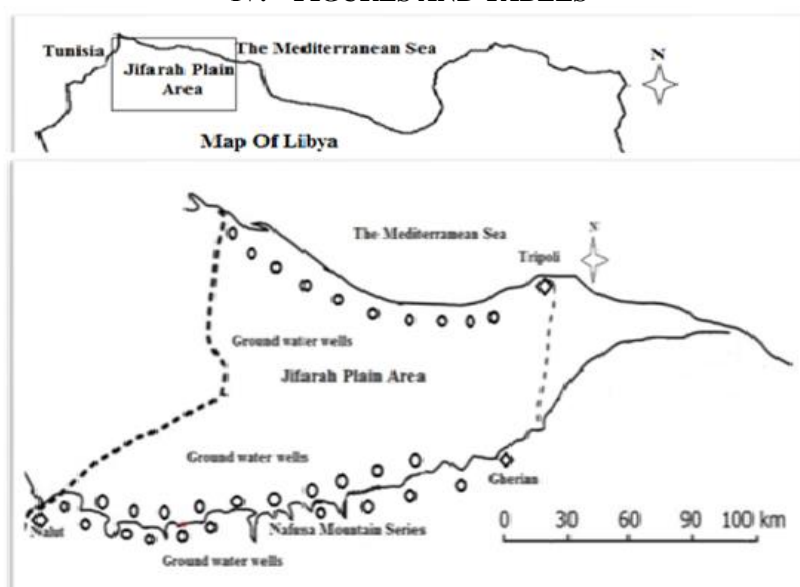 IV. FIGURES AND TABLES
Tunisia
The Mediterranean Sea
N
Jifarah Plain
Area
Map Of Libya
The Mediterranean Sea
N
Tripoli
Ground water wells
Jifarah Plain Area
Ground water wells
Gherian
Nalut
Nafusa Mountain Series
0 30 60 90 100 km
Ground water wells